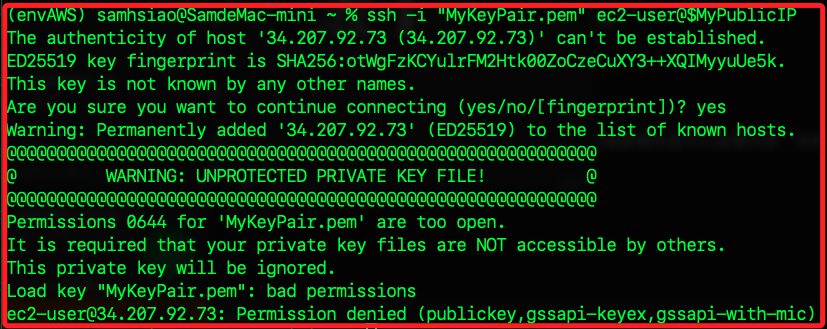 (envAWS) samhsiao@SamdeMac-mini ~ % ssh -i "MyKeyPair.pem" ec2-user@$MyPublicIP
The authenticity of host '34.207.92.73 (34.207.92.73)' can't be established.
ED25519 key fingerprint is SHA256:otWgFzKCYulrFM2Htk00ZoCzeCuXY3++XQIMyyuUe5k.
This key is not known by any other names.
Are you sure you want to continue connecting (yes/no/[fingerprint])? yes
Warning: Permanently added '34.207.92.73' (ED25519) to the list of known hosts.
@@@@@@@@@@@@@@@@@@@@@@@@@@@@@@@@@@@@@@@@@@@@@@@@@@@@@@@@@@@
@         WARNING: UNPROTECTED PRIVATE KEY FILE!          @
@@@@@@@@@@@@@@@@@@@@@@@@@@@@@@@@@@@@@@@@@@@@@@@@@@@@@@@@@@@
Permissions 0644 for 'MyKeyPair.pem' are too open.
It is required that your private key files are NOT accessible by others.
This private key will be ignored.
Load key "MyKeyPair.pem": bad permissions
ec2-user@34.207.92.73: Permission denied (publickey,gssapi-keyex,gssapi-with-mic)